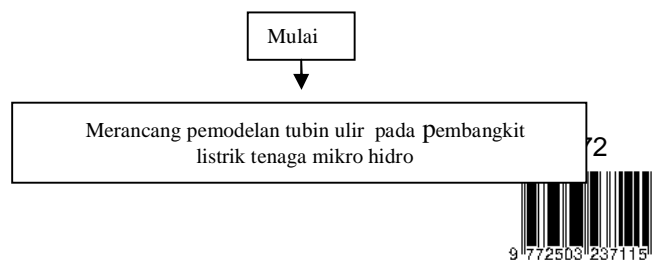 Mulai
Merancang pemodelan tubin ulir pada pembangkit
listrik tenaga mikro hidro
72
9 772503 237115